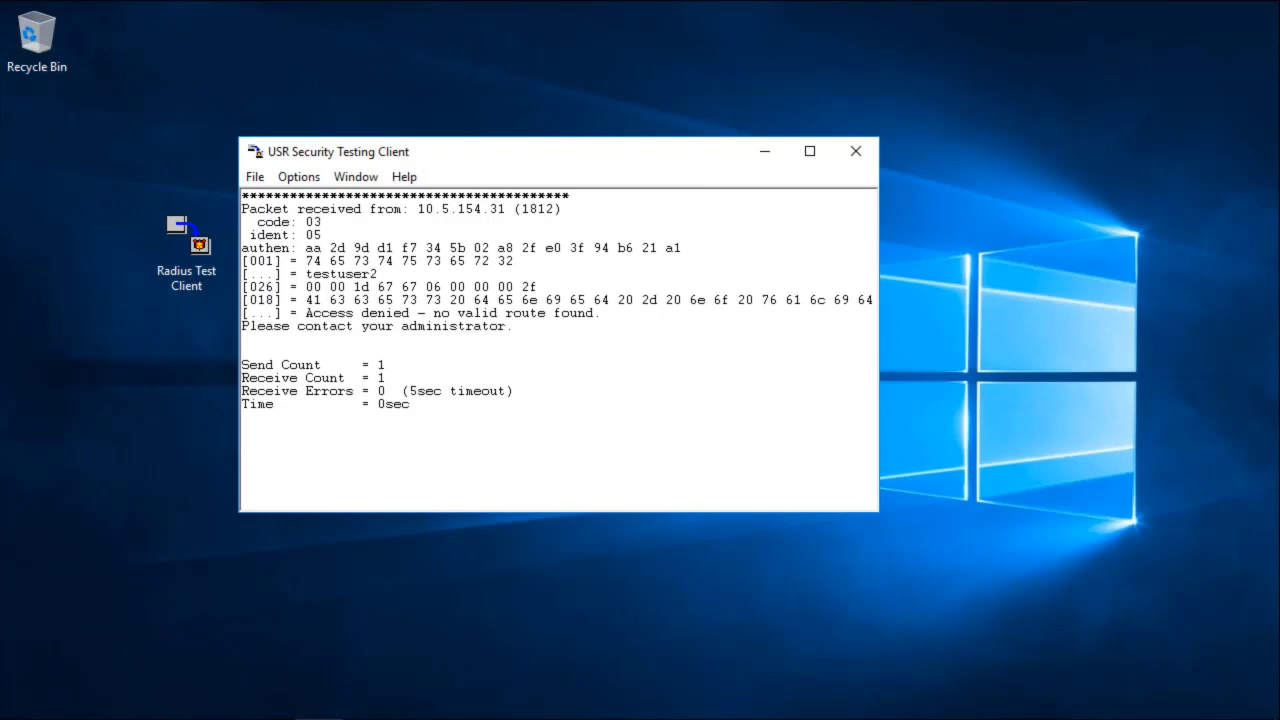 Recycle Bin
Radius Test
Client
USR Security Testing Client
File Options Window Help
*****************************************
Packet received from: 10.5.154.31 (1812)
code: 03
ident: 05
authen: aa 2d 9d d1 f7 34 5b 02 a8 2f e0 3f 94 b6 21 a1
[001] = 74 65 73 74 75 73 65 72 32
[...] = testuser2
[026] = 00 00 1d 67 67 06 00 00 00 2f
[018] = 41 63 63 65 73 73 20 64 65 6e 69 65 64 20 2d 20 6e 6f 20 76 61 6c 69 64
[...] = Access denied - no valid route found.
Please contact your administrator.
Send Count = 1
Receive Count = 1
Receive Errors = 0 (5sec timeout)
Time = 0sec